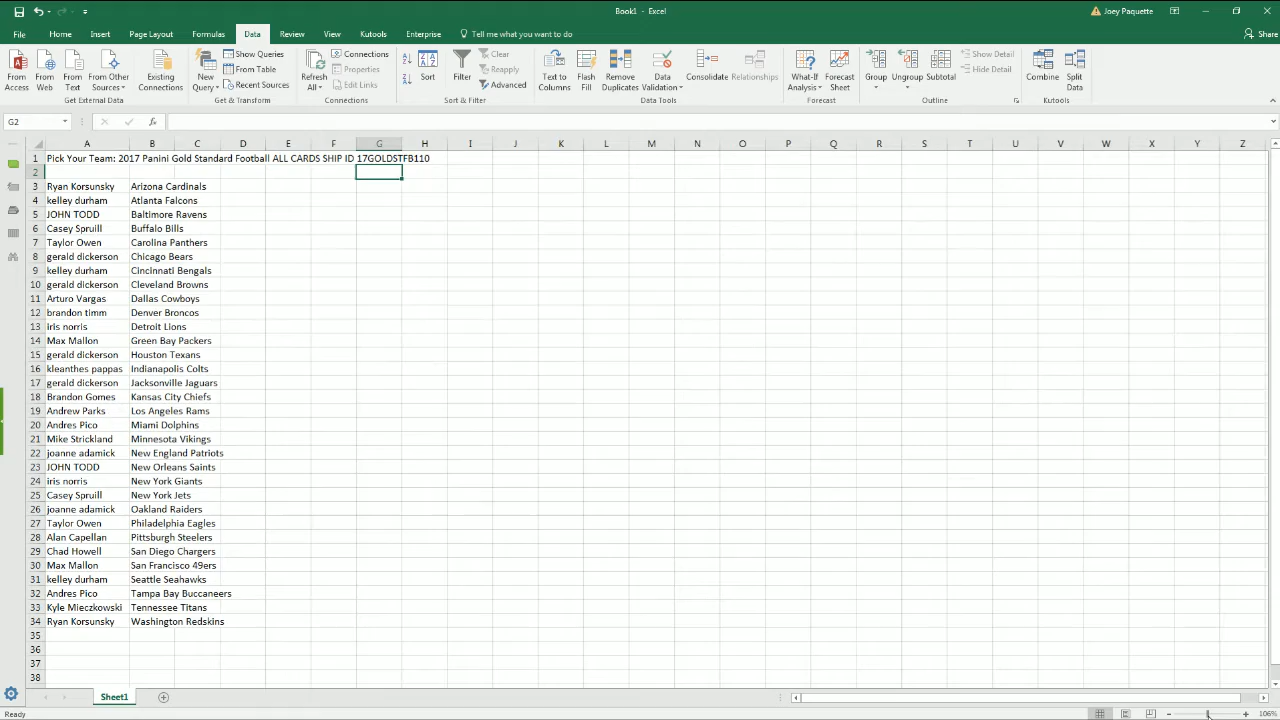 Book1 - Excel
Joey Paquette
File Home Insert Page Layout Formulas Data Review View Kutools Enterprise Tell me what you want to do Share
From Access
From Web
From Text
From Other Sources
Existing Connections
Get External Data
New Query
Show Queries
From Table
Recent Sources
Get & Transform
Refresh All
Connections
Properties
Edit Links
Connections
Sort
Filter
Clear
Reapply
Advanced
Sort & Filter
Text to Columns
Flash Fill
Remove Duplicates
Data Validation
Consolidate
Relationships
Data Tools
What-If Analysis
Forecast Sheet
Forecast
Group
Ungroup
Subtotal
Show Detail
Hide Detail
Outline
Combine
Split Data
Kutools
G2 fx
A B C D E F G H I J K L M N O P Q R S T U V W X Y Z
1 Pick Your Team: 2017 Panini Gold Standard Football ALL CARDS SHIP ID 17GOLDSTFB110
2
3 Ryan Korsunsky Arizona Cardinals
4 kelley durham Atlanta Falcons
5 JOHN TODD Baltimore Ravens
6 Casey Spruill Buffalo Bills
7 Taylor Owen Carolina Panthers
8 gerald dickerson Chicago Bears
9 kelley durham Cincinnati Bengals
10 gerald dickerson Cleveland Browns
11 Arturo Vargas Dallas Cowboys
12 brandon timm Denver Broncos
13 iris norris Detroit Lions
14 Max Mallon Green Bay Packers
15 gerald dickerson Houston Texans
16 kleanthes pappas Indianapolis Colts
17 gerald dickerson Jacksonville Jaguars
18 Brandon Gomes Kansas City Chiefs
19 Andrew Parks Los Angeles Rams
20 Andres Pico Miami Dolphins
21 Mike Strickland Minnesota Vikings
22 joanne adamick New England Patriots
23 JOHN TODD New Orleans Saints
24 iris norris New York Giants
25 Casey Spruill New York Jets
26 joanne adamick Oakland Raiders
27 Taylor Owen Philadelphia Eagles
28 Alan Capellan Pittsburgh Steelers
29 Chad Howell San Diego Chargers
30 Max Mallon San Francisco 49ers
31 kelley durham Seattle Seahawks
32 Andres Pico Tampa Bay Buccaneers
33 Kyle Mieczkowski Tennessee Titans
34 Ryan Korsunsky Washington Redskins
35
36
37
38
Sheet1
Ready 106%